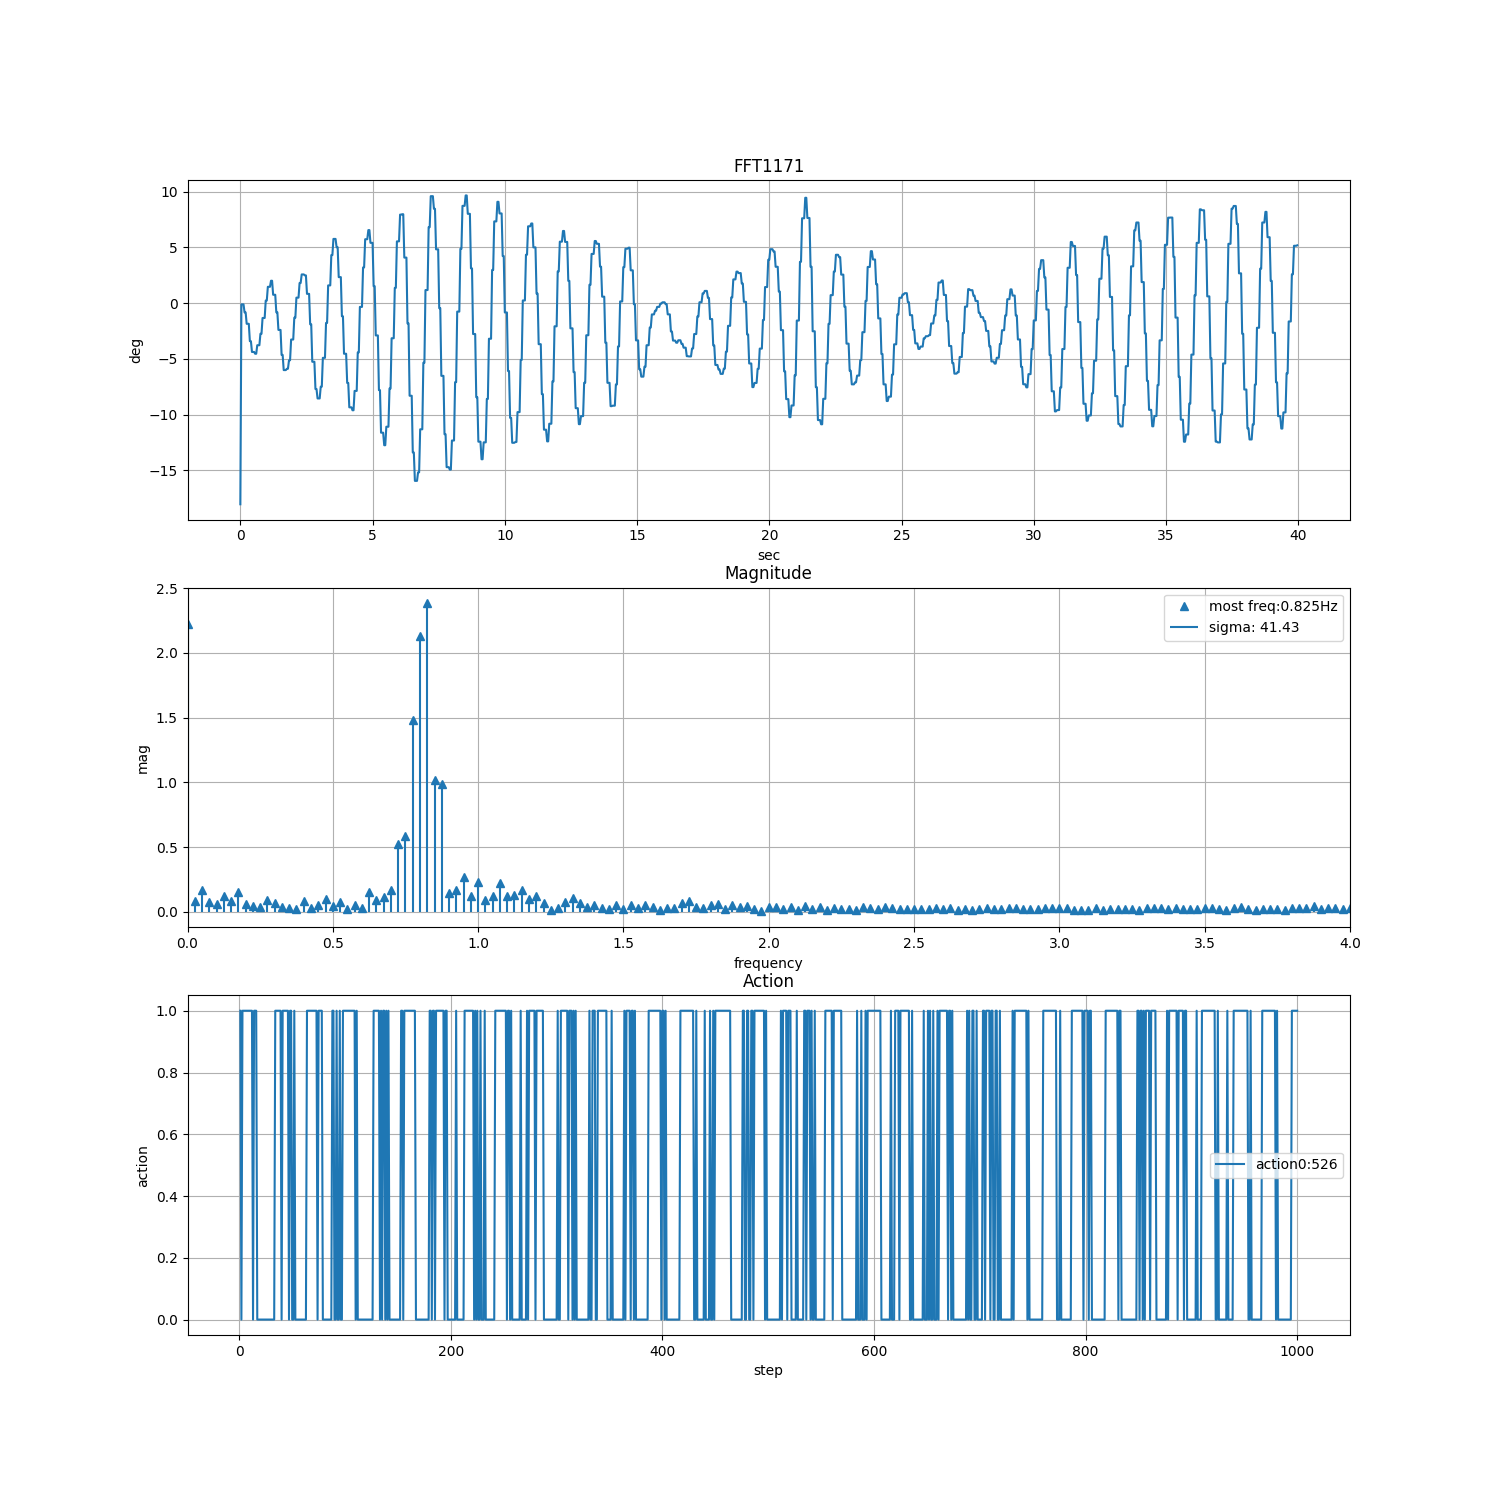 FFT1171
10
5
0
−5
−10
−15
deg
0 5 10 15 20 25 30 35 40
sec
Magnitude
2.5
2.0
1.5
1.0
0.5
0.0
mag
most freq:0.825Hz
sigma: 41.43
0.0 0.5 1.0 1.5 2.0 2.5 3.0 3.5 4.0
frequency
Action
1.0
0.8
0.6
0.4
0.2
0.0
action
action0:526
0 200 400 600 800 1000
step